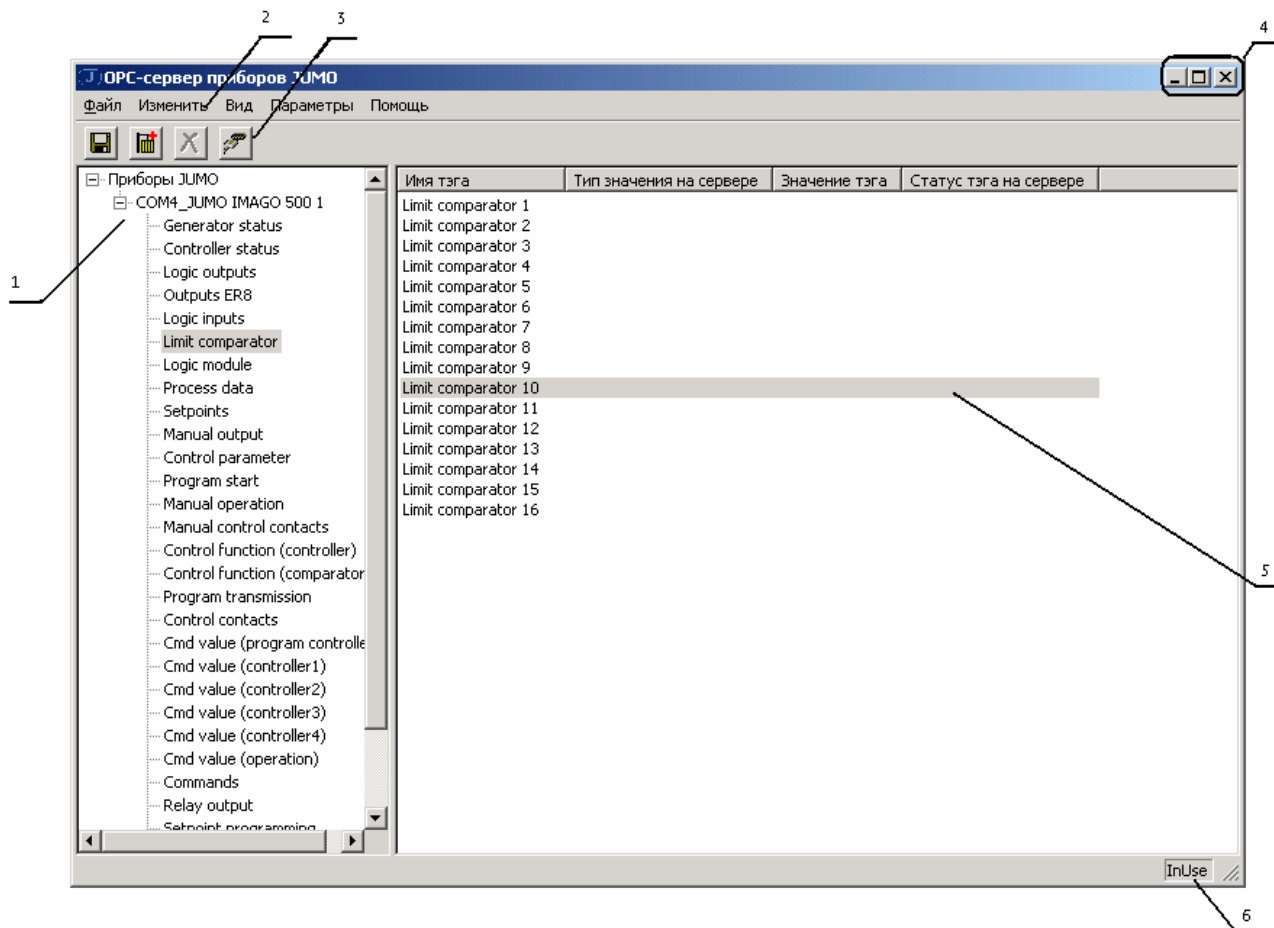 2
3
4
OPC-сервер приборов JUMO
Файл Изменить Вид Параметры Помощь
Приборы JUMO
COM4_JUMO IMAGO 500 1
Generator status
Controller status
Logic outputs
Outputs ER8
Logic inputs
Limit comparator
Logic module
Process data
Setpoints
Manual output
Control parameter
Program start
Manual operation
Manual control contacts
Control function (controller)
Control function (comparator
Program transmission
Control contacts
Cmd value (program controlle
Cmd value (controller1)
Cmd value (controller2)
Cmd value (controller3)
Cmd value (controller4)
Cmd value (operation)
Commands
Relay output
Setpoint programming
Имя тэга Тип значения на сервере Значение тэга Статус тэга на сервере
Limit comparator 1
Limit comparator 2
Limit comparator 3
Limit comparator 4
Limit comparator 5
Limit comparator 6
Limit comparator 7
Limit comparator 8
Limit comparator 9
Limit comparator 10
Limit comparator 11
Limit comparator 12
Limit comparator 13
Limit comparator 14
Limit comparator 15
Limit comparator 16
1
5
InUse
6